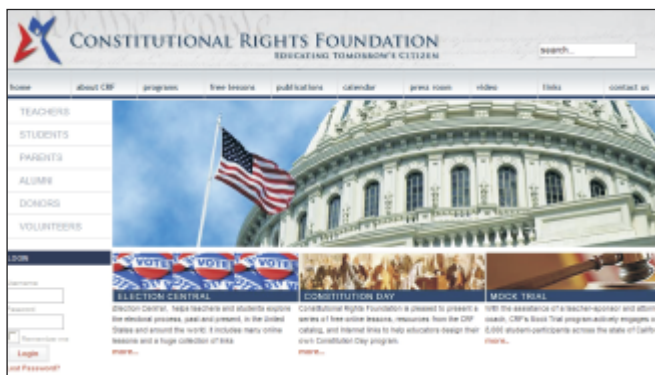 CONSTITUTIONAL RIGHTS FOUNDATION
EDUCATING TOMORROW'S CITIZEN
search...
home about CRF programs free lessons publications calendar press room video links contact us
TEACHERS
STUDENTS
PARENTS
ALUMNI
DONORS
VOLUNTEERS
LOGIN
Username
Password
Remember me
Login
Lost Password?
VOTE VOTE VOTE
ELECTION CENTRAL
Election Central, helps teachers and students explore
the electoral process, past and present, in the United
States and around the world. It includes many online
lessons and a huge collection of links
more...
CONSTITUTION DAY
Constitutional Rights Foundation is pleased to present a
series of free online lessons, resources from the CRF
catalog, and Internet links to help educators design their
own Constitution Day program.
more...
MOCK TRIAL
With the assistance of a teacher-sponsor and attorn
coach, CRF's Mock Trial program actively engages o
student-participants across the state of Califor
more...